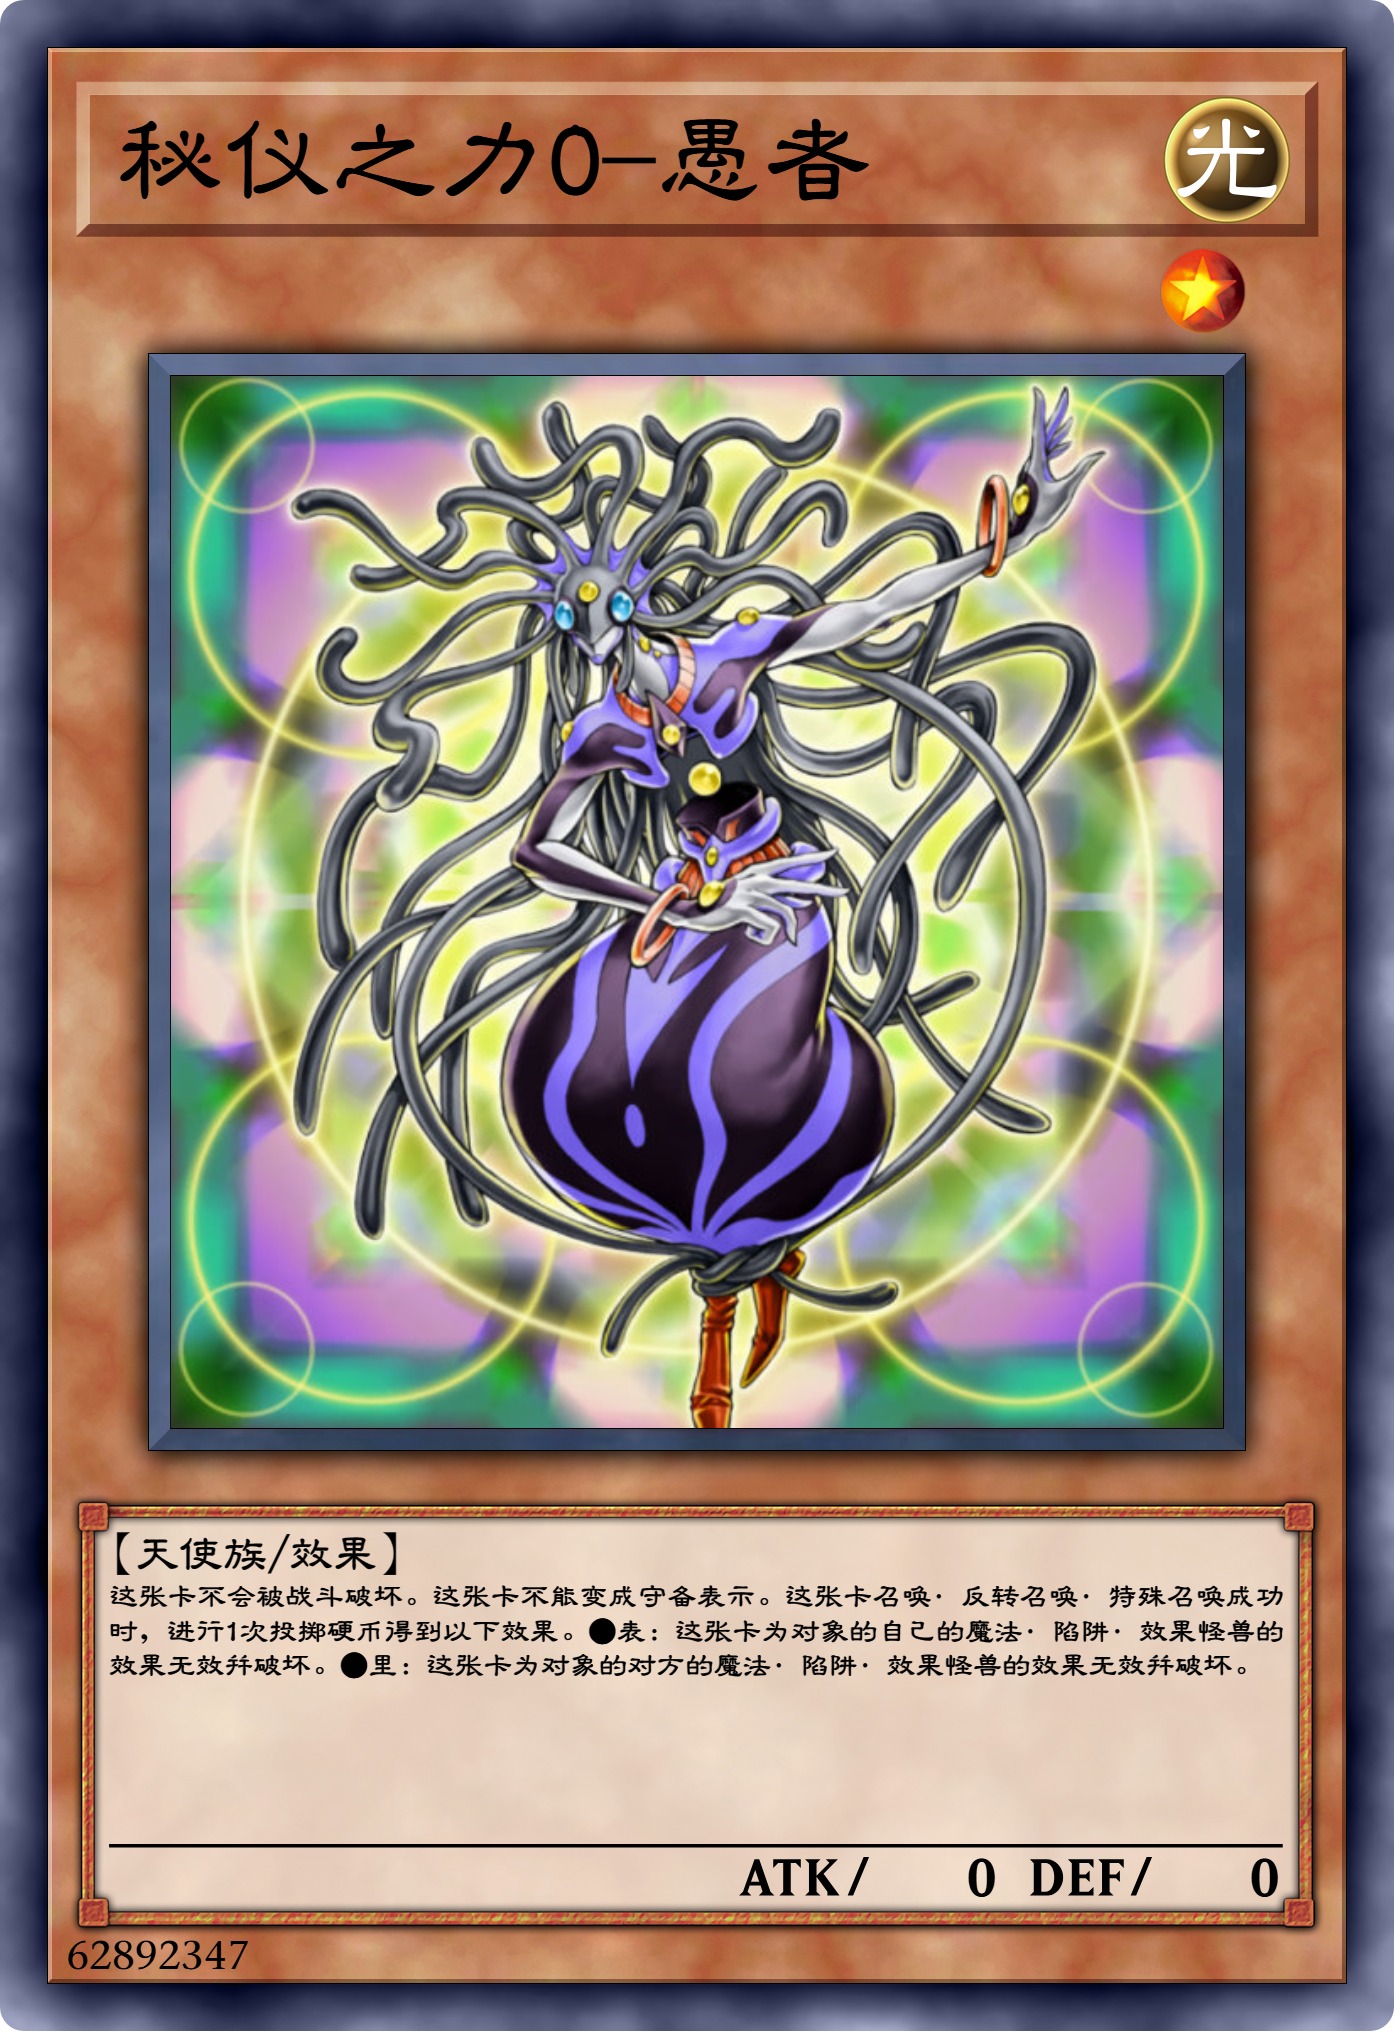 秘仪之力0-愚者
光
【天使族/效果】
这张卡不会被战斗破坏。这张卡不能变成守备表示。这张卡召唤·反转召唤·特殊召唤成功
时，进行1次投掷硬币得到以下效果。●表：这张卡为对象的自己的魔法·陷阱·效果怪兽的
效果无效并破坏。●里：这张卡为对象的对方的魔法·陷阱·效果怪兽的效果无效并破坏。
ATK/ 0 DEF/ 0
62892347